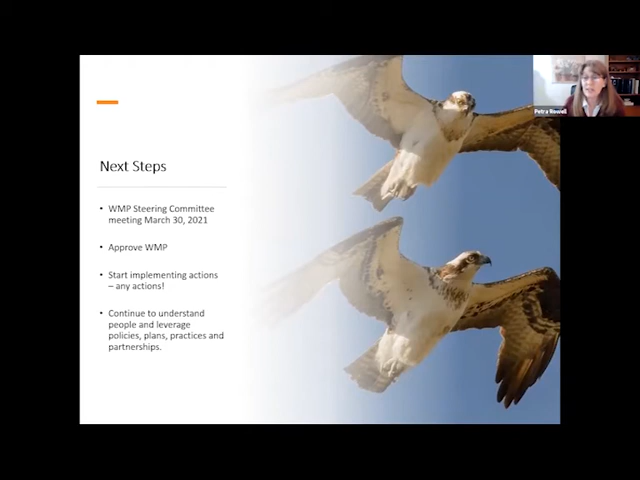 Petra Rowell
Next Steps
• WMP Steering Committee
meeting March 30, 2021
• Approve WMP
• Start implementing actions
– any actions!
• Continue to understand
people and leverage
policies, plans, practices and
partnerships.